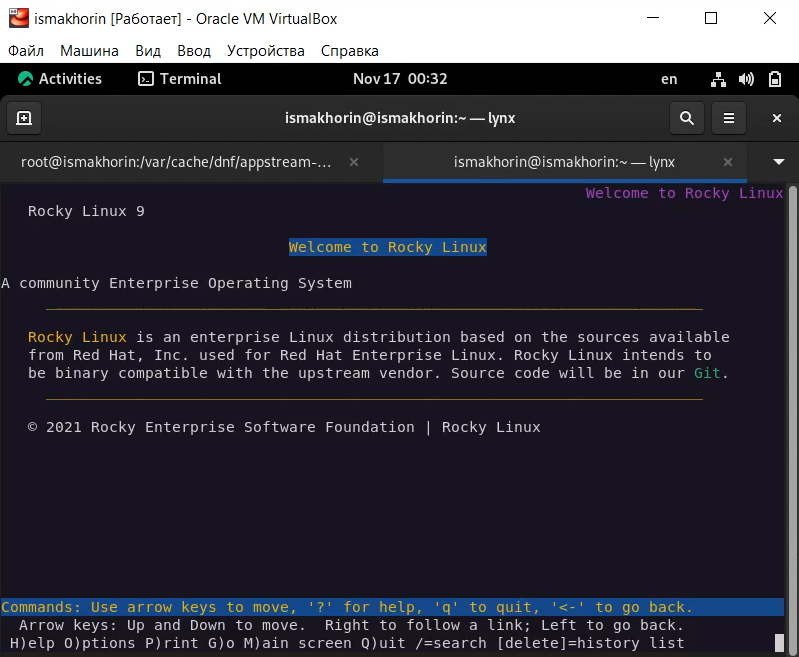 ismakhorin [Работает] - Oracle VM VirtualBox
Файл Машина Вид Ввод Устройства Справка
Activities Terminal Nov 17 00:32 en
ismakhorin@ismakhorin:~ — lynx
root@ismakhorin:/var/cache/dnf/appstream-... ismakhorin@ismakhorin:~ — lynx
Welcome to Rocky Linux
Rocky Linux 9
Welcome to Rocky Linux
A community Enterprise Operating System
Rocky Linux is an enterprise Linux distribution based on the sources available
from Red Hat, Inc. used for Red Hat Enterprise Linux. Rocky Linux intends to
be binary compatible with the upstream vendor. Source code will be in our Git.
© 2021 Rocky Enterprise Software Foundation | Rocky Linux
Commands: Use arrow keys to move, '?' for help, 'q' to quit, '<-' to go back.
Arrow keys: Up and Down to move. Right to follow a link; Left to go back.
H)elp O)ptions P)rint G)o M)ain screen Q)uit /=search [delete]=history list